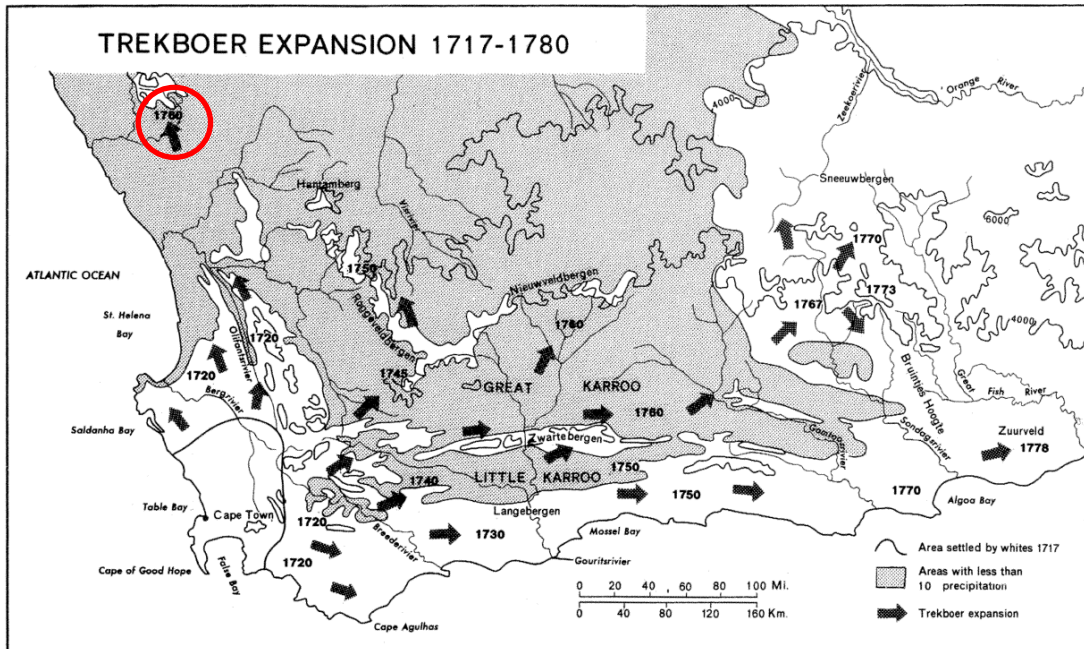 TREKBOER EXPANSION 1717-1780
1760
4000
Orange River
Zeekoerivier
Hantamberg
Visrivier
Sneeuwbergen
6000
1770
ATLANTIC OCEAN
1750
Nieuwveldbergen
1773
St. Helena
Bay
Roggeveldbergen
1760
1767
4000
Olifantsrivier
1720
1720
1745
GREAT KARROO
Bruintjes Hoogte
Great Fish River
Bergrivier
1760
Saldanha Bay
Zwartebergen
Gamtoosrivier
Sondagsrivier
Zuurveld
1778
1740
LITTLE KARROO
1750
1750
1770
Table Bay
Cape Town
1720
Langebergen
Algoa Bay
Breederivier
1730
Mossel Bay
1720
Gouritsrivier
Cape of Good Hope
False Bay
Cape Agulhas
20 0 20 40 60 80 100 Mi.
20 0 40 80 120 160 Km.
Area settled by whites 1717
Areas with less than
10 precipitation
Trekboer expansion